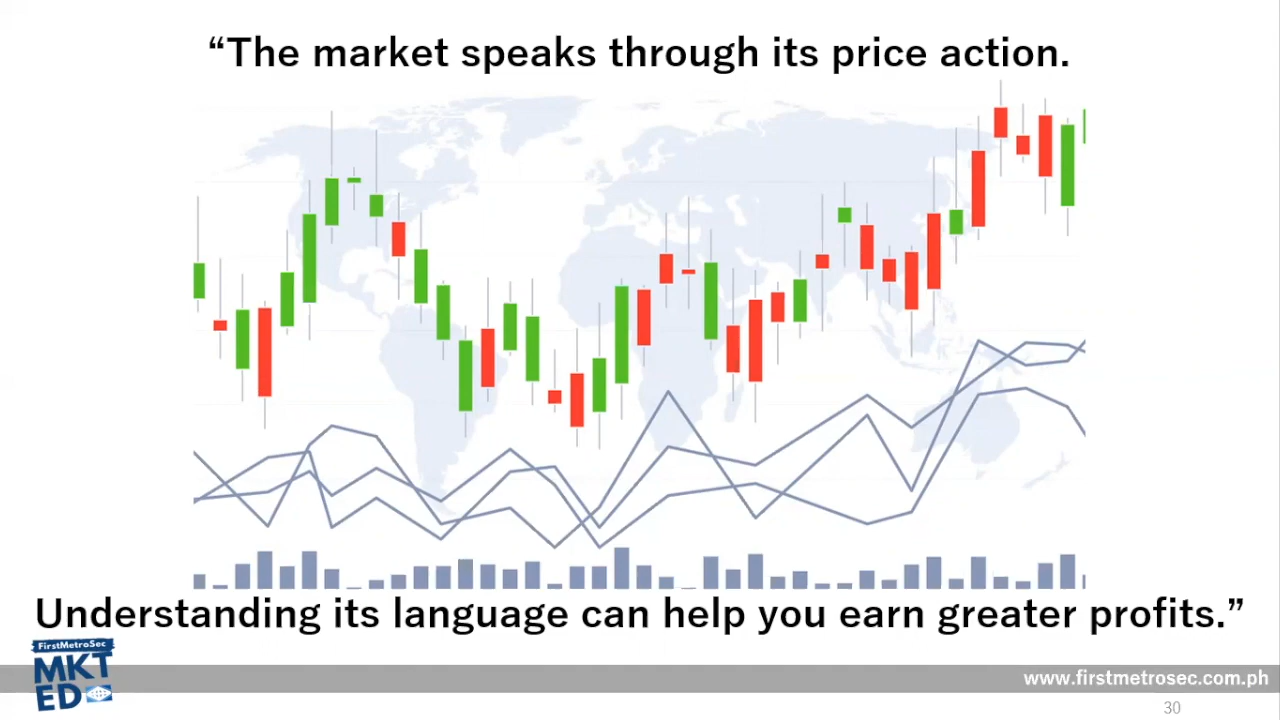 “The market speaks through its price action.
Understanding its language can help you earn greater profits.”
FirstMetroSec
MKT
ED
www.firstmetrosec.com.ph
30